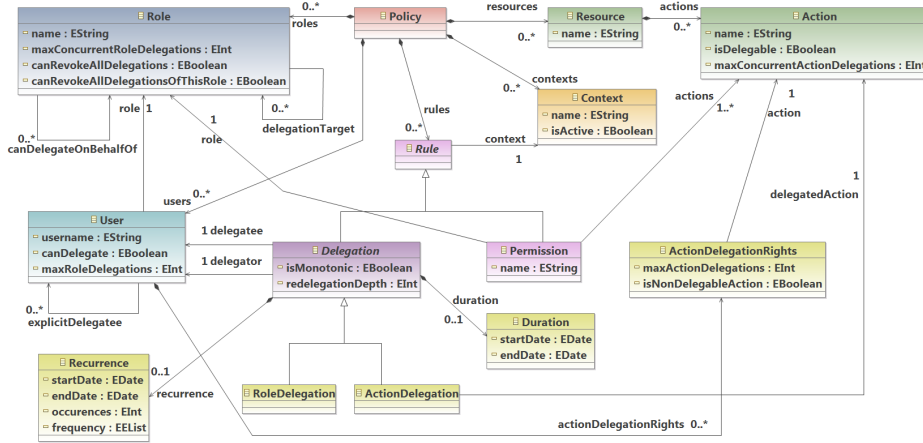 Role
name : EString
maxConcurrentRoleDelegations : EInt
canRevokeAllDelegations : EBoolean
canRevokeAllDelegationsOfThisRole : EBoolean
0..*
roles
Policy
resources
0..*
Resource
name : EString
actions
0..*
Action
name : EString
isDelegable : EBoolean
maxConcurrentActionDelegations : EInt
0..*
canDelegateOnBehalfOf
role
1
1
role
0..*
delegationTarget
rules
0..*
contexts
0..*
Context
name : EString
isActive : EBoolean
actions
1..*
1
action
Rule
context
1
1
delegatedAction
users
0..*
User
username : EString
canDelegate : EBoolean
maxRoleDelegations : EInt
1 delegatee
1 delegator
Delegation
isMonotonic : EBoolean
redelegationDepth : EInt
Permission
name : EString
ActionDelegationRights
maxActionDelegations : EInt
isNonDelegableAction : EBoolean
0..*
explicitDelegatee
duration
0..1
Duration
startDate : EDate
endDate : EDate
Recurrence
startDate : EDate
endDate : EDate
occurences : EInt
frequency : EEList
0..1
recurrence
RoleDelegation
ActionDelegation
actionDelegationRights
0..*